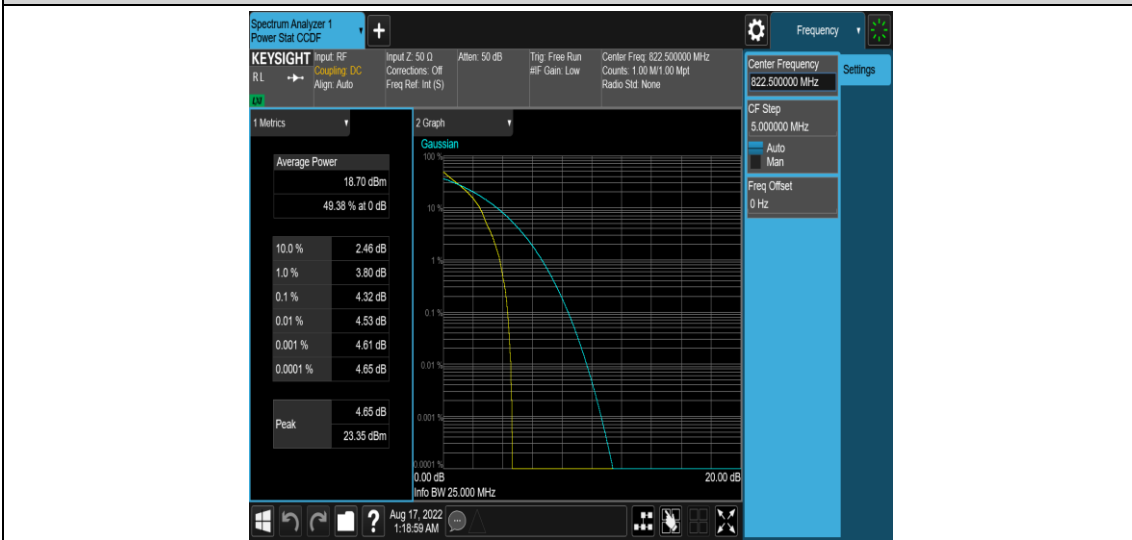 Spectrum Analyzer 1
Power Stat CCDF
+
Frequency
KEYSIGHT
RL
LXI
Input: RF
Coupling: DC
Align: Auto
Input Z: 50 Ω
Corrections: Off
Freq Ref: Int (S)
Atten: 50 dB
Trig: Free Run
#IF Gain: Low
Center Freq: 822.500000 MHz
Counts: 1.00 M/1.00 Mpt
Radio Std: None
Center Frequency
822.500000 MHz
Settings
CF Step
5.000000 MHz
Auto
Man
Freq Offset
0 Hz
1 Metrics
Average Power
18.70 dBm
49.38 % at 0 dB
10.0 % 2.46 dB
1.0 % 3.80 dB
0.1 % 4.32 dB
0.01 % 4.53 dB
0.001 % 4.61 dB
0.0001 % 4.65 dB
Peak
4.65 dB
23.35 dBm
2 Graph
Gaussian
100 %
10 %
1 %
0.1 %
0.01 %
0.001 %
0.0001 %
0.00 dB 20.00 dB
Info BW 25.000 MHz
?
Aug 17, 2022
1:18:59 AM